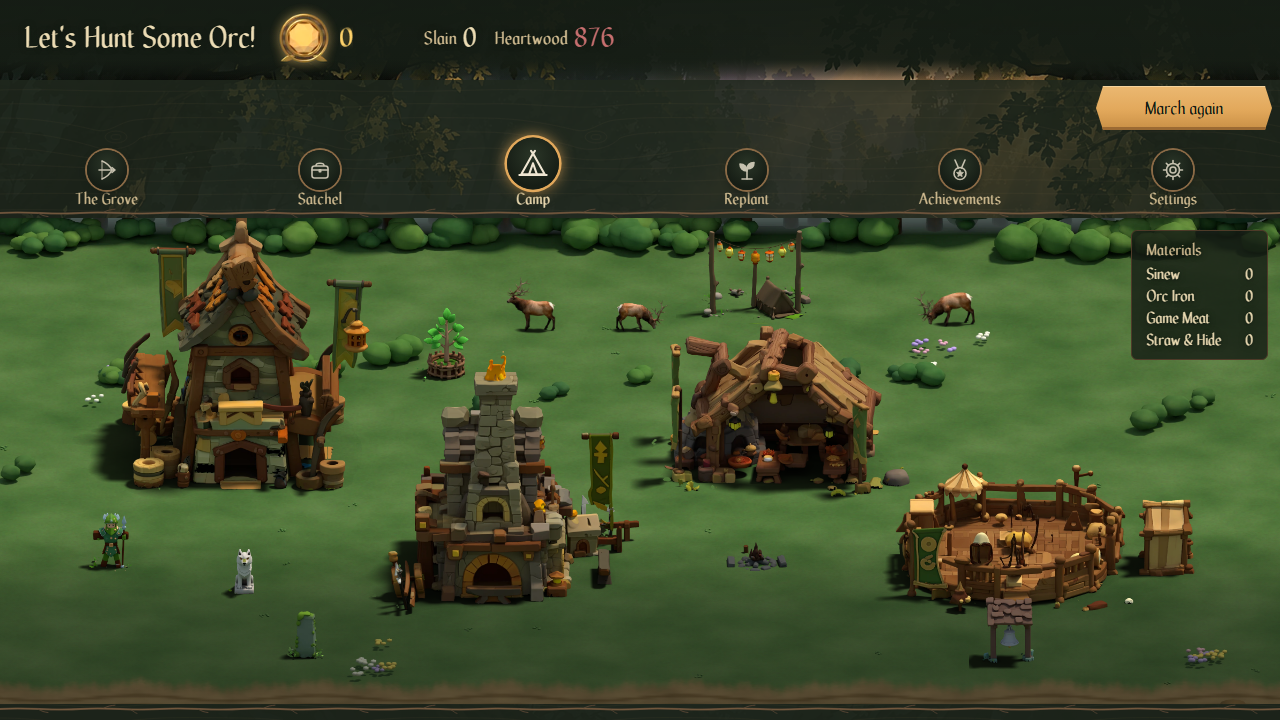 Let's Hunt Some Orc!
0
Slain 0
Heartwood 876
March again
The Grove
Satchel
Camp
Replant
Achievements
Settings
Materials
Sinew 0
Orc Iron 0
Game Meat 0
Straw & Hide 0